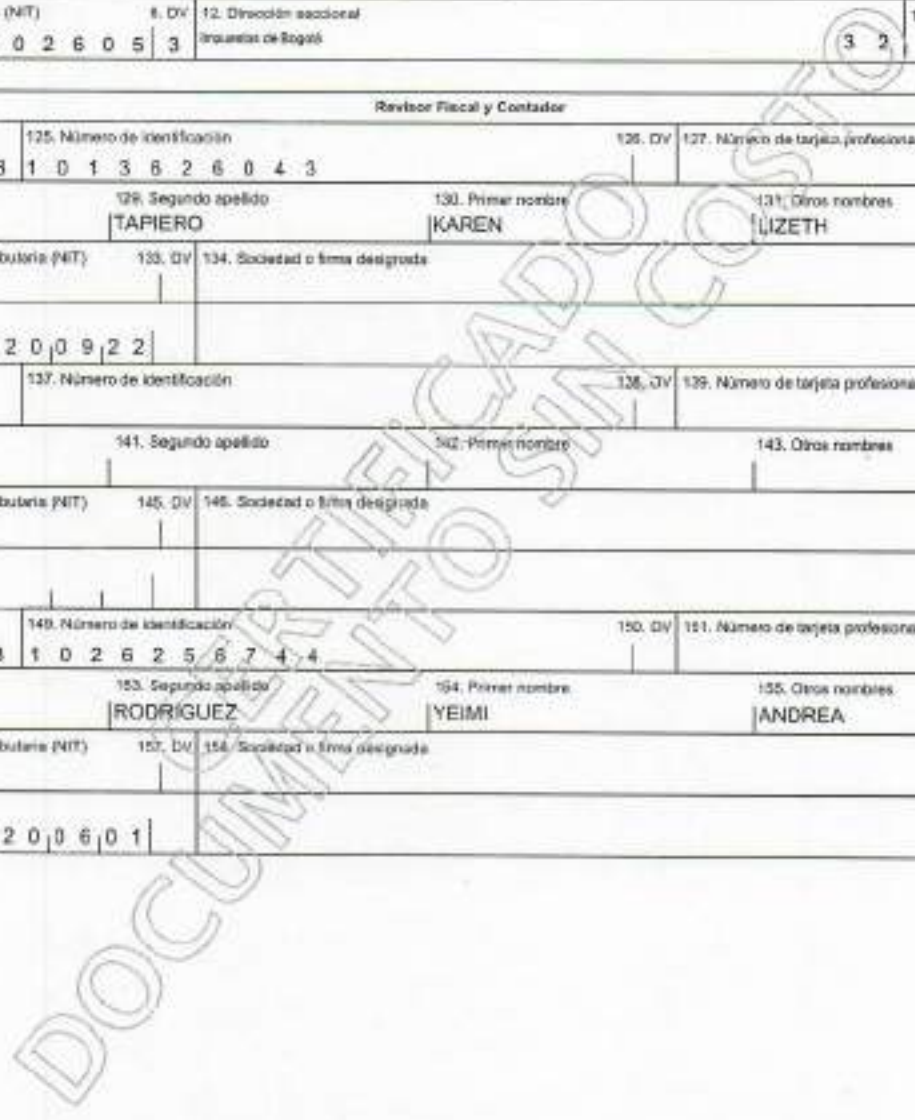 (NIT) 6. DV 12. Dirección seccional
0 2 6 0 5 3 Impuestos de Bogotá 3 2
Revisor Fiscal y Contador
125. Número de identificación 126. DV 127. Número de tarjeta profesiona
1 0 1 3 6 2 6 0 4 3
129. Segundo apellido 130. Primer nombre 131. Otros nombres
TAPIERO KAREN LIZETH
butaria (NIT) 133. DV 134. Sociedad o firma designada
2 0 0 9 2 2
137. Número de identificación 138. DV 139. Número de tarjeta profesiona
141. Segundo apellido 142. Primer nombre 143. Otros nombres
butaria (NIT) 145. DV 146. Sociedad o firma designada
149. Número de identificación 150. DV 151. Número de tarjeta profesiona
1 0 2 6 2 5 6 7 4 4
153. Segundo apellido 154. Primer nombre 155. Otros nombres
RODRIGUEZ YEIMI ANDREA
butaria (NIT) 157. DV 158. Sociedad o firma designada
2 0 0 6 0 1
CERTIFICADO
DOCUMENTO SIN COSTO